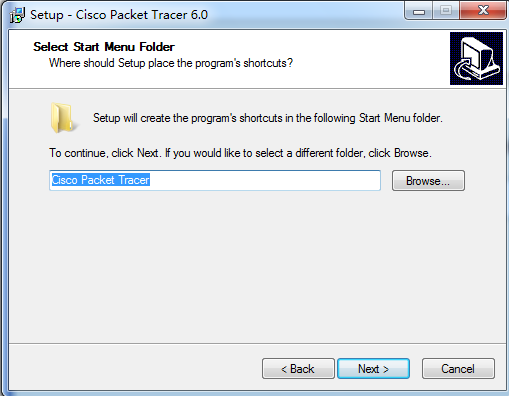 Setup - Cisco Packet Tracer 6.0
Select Start Menu Folder
Where should Setup place the program's shortcuts?
Setup will create the program's shortcuts in the following Start Menu folder.
To continue, click Next. If you would like to select a different folder, click Browse.
Cisco Packet Tracer
Browse...
< Back
Next >
Cancel